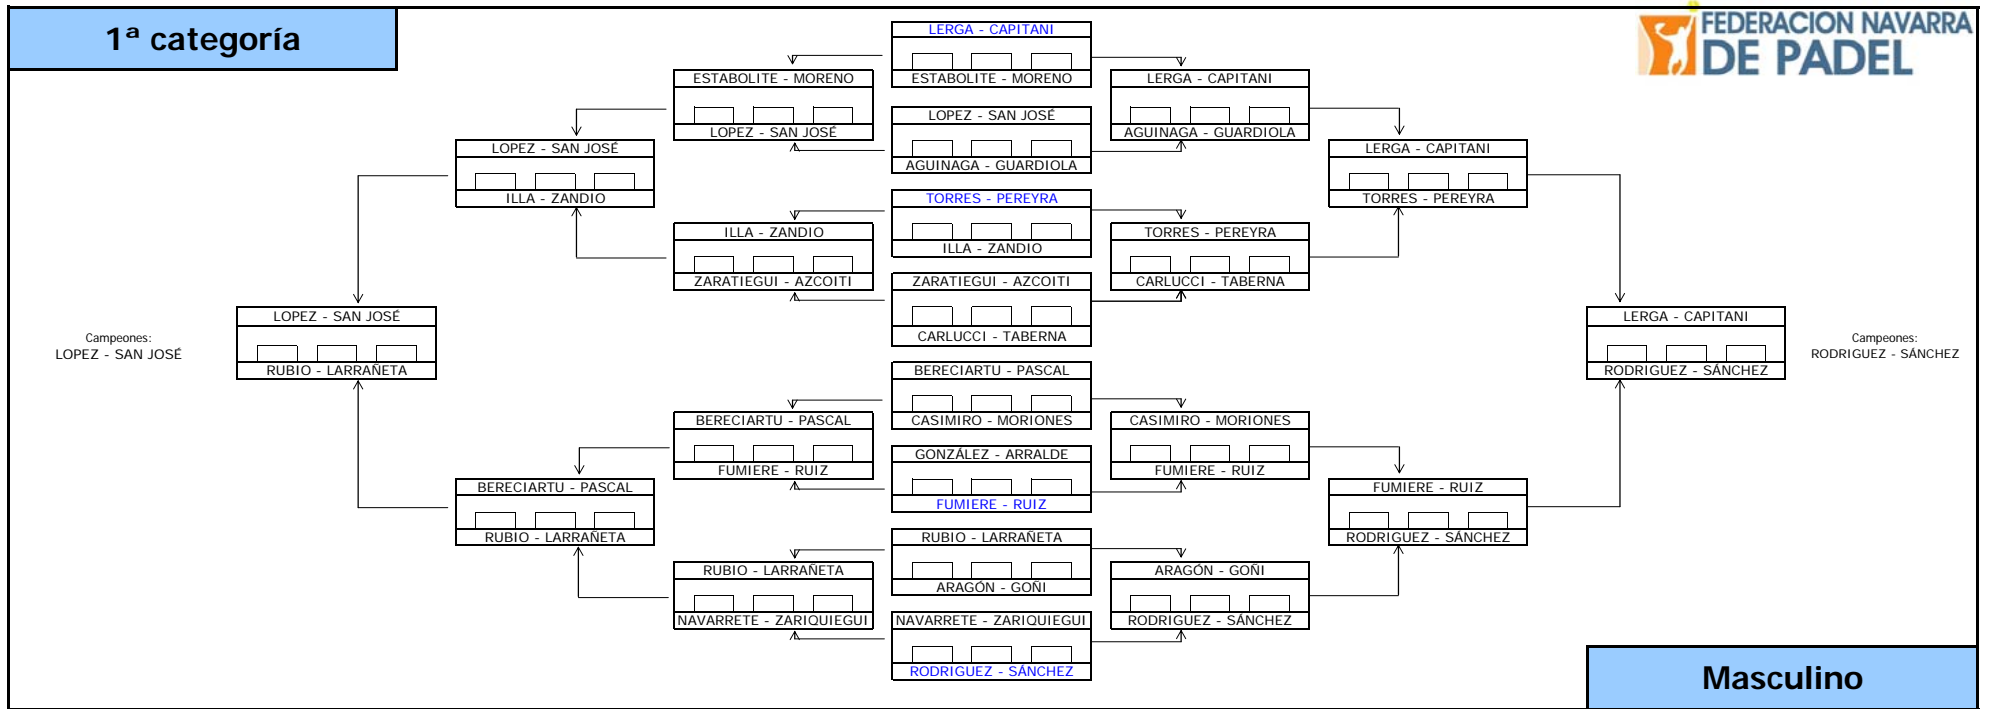 1ª categoría
FEDERACION NAVARRA
DE PADEL
LERGA - CAPITANI
ESTABOLITE - MORENO
LOPEZ - SAN JOSÉ
AGUINAGA - GUARDIOLA
TORRES - PEREYRA
ILLA - ZANDIO
ZARATIEGUI - AZCOITI
CARLUCCI - TABERNA
BERECIARTU - PASCAL
CASIMIRO - MORIONES
GONZÁLEZ - ARRALDE
FUMIERE - RUIZ
RUBIO - LARRAÑETA
ARAGÓN - GOÑI
NAVARRETE - ZARIQUIEGUI
RODRIGUEZ - SÁNCHEZ
ESTABOLITE - MORENO
LOPEZ - SAN JOSÉ
ILLA - ZANDIO
ZARATIEGUI - AZCOITI
BERECIARTU - PASCAL
FUMIERE - RUIZ
RUBIO - LARRAÑETA
NAVARRETE - ZARIQUIEGUI
LOPEZ - SAN JOSÉ
ILLA - ZANDIO
BERECIARTU - PASCAL
RUBIO - LARRAÑETA
LOPEZ - SAN JOSÉ
RUBIO - LARRAÑETA
Campeones:
LOPEZ - SAN JOSÉ
LERGA - CAPITANI
AGUINAGA - GUARDIOLA
TORRES - PEREYRA
CARLUCCI - TABERNA
CASIMIRO - MORIONES
FUMIERE - RUIZ
ARAGÓN - GOÑI
RODRIGUEZ - SÁNCHEZ
LERGA - CAPITANI
TORRES - PEREYRA
FUMIERE - RUIZ
RODRIGUEZ - SÁNCHEZ
LERGA - CAPITANI
RODRIGUEZ - SÁNCHEZ
Campeones:
RODRIGUEZ - SÁNCHEZ
Masculino